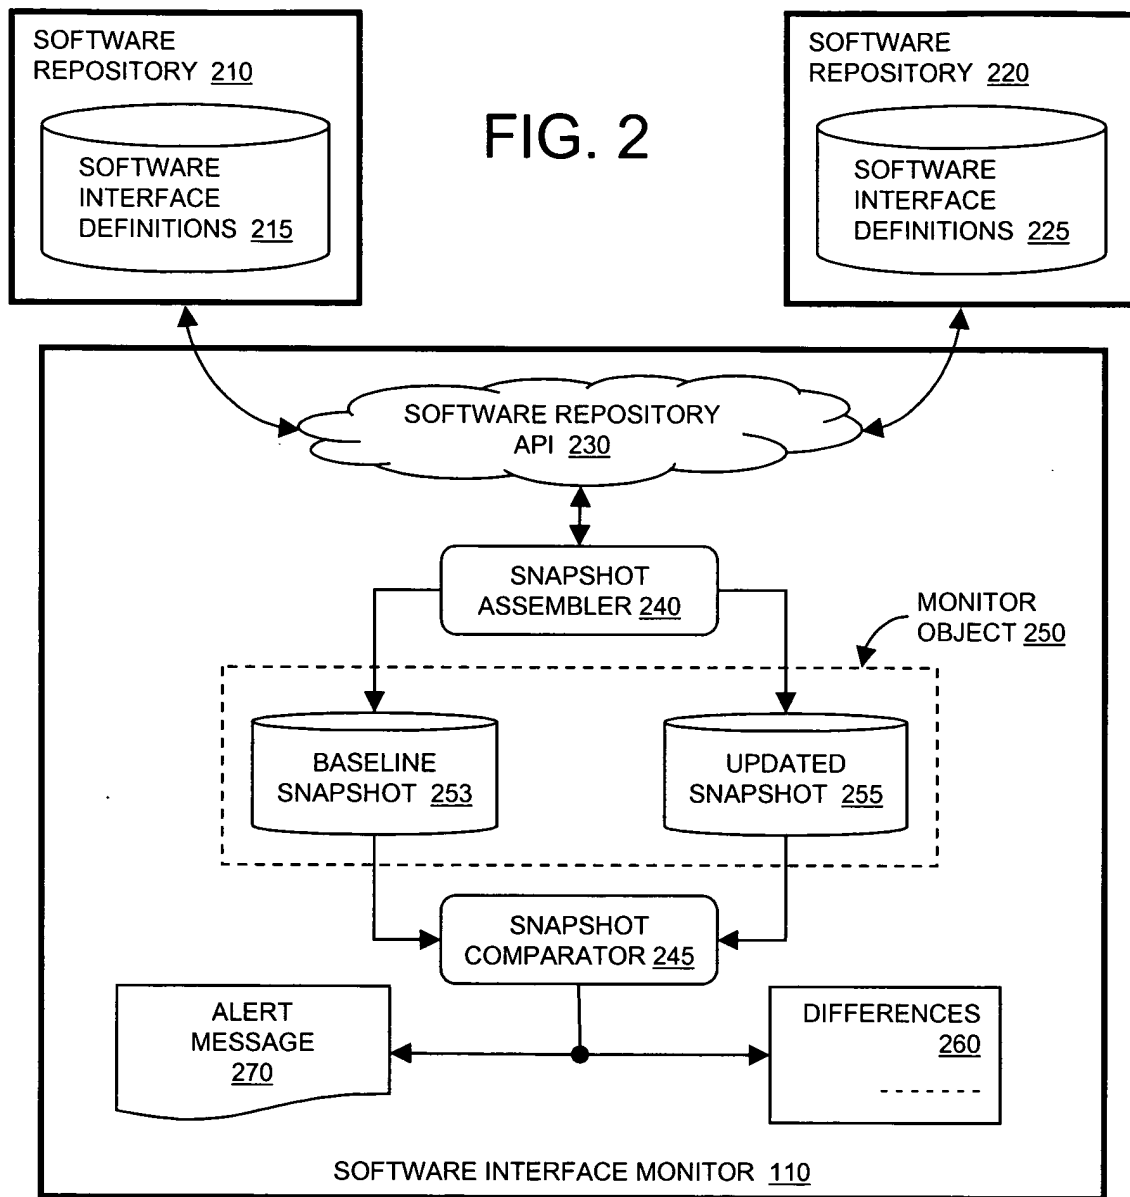 SOFTWARE
REPOSITORY 210
SOFTWARE
INTERFACE
DEFINITIONS 215
FIG. 2
SOFTWARE
REPOSITORY 220
SOFTWARE
INTERFACE
DEFINITIONS 225
SOFTWARE REPOSITORY
API 230
SNAPSHOT
ASSEMBLER 240
MONITOR
OBJECT 250
BASELINE
SNAPSHOT 253
UPDATED
SNAPSHOT 255
SNAPSHOT
COMPARATOR 245
ALERT
MESSAGE
270
DIFFERENCES
260
SOFTWARE INTERFACE MONITOR 110